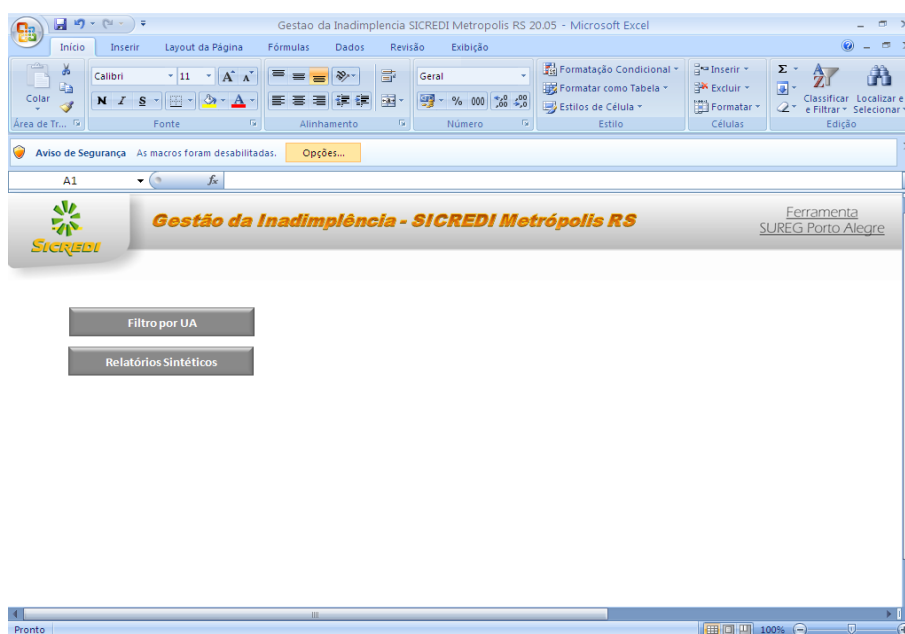 Gestao da Inadimplencia SICREDI Metropolis RS 20.05 - Microsoft Excel
Início Inserir Layout da Página Fórmulas Dados Revisão Exibição
Colar
Calibri 11 A A
N I S A
Geral
% 000 ,00 ,00
Formatação Condicional
Formatar como Tabela
Estilos de Célula
Inserir
Excluir
Formatar
Σ
Classificar e Filtrar
Localizar e Selecionar
Área de Tr... Fonte Alinhamento Número Estilo Células Edição
Aviso de Segurança As macros foram desabilitadas. Opções...
A1 fx
SICREDI
Gestão da Inadimplência - SICREDI Metrópolis RS
Ferramenta
SUREG Porto Alegre
Filtro por UA
Relatórios Sintéticos
Pronto 100%